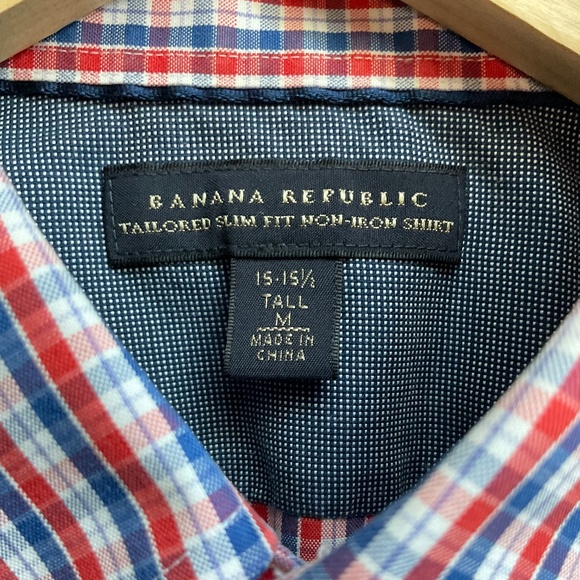 BANANA REPUBLIC
TAILORED SLIM FIT NON-IRON SHIRT
15-15½
TALL
M
MADE IN
CHINA